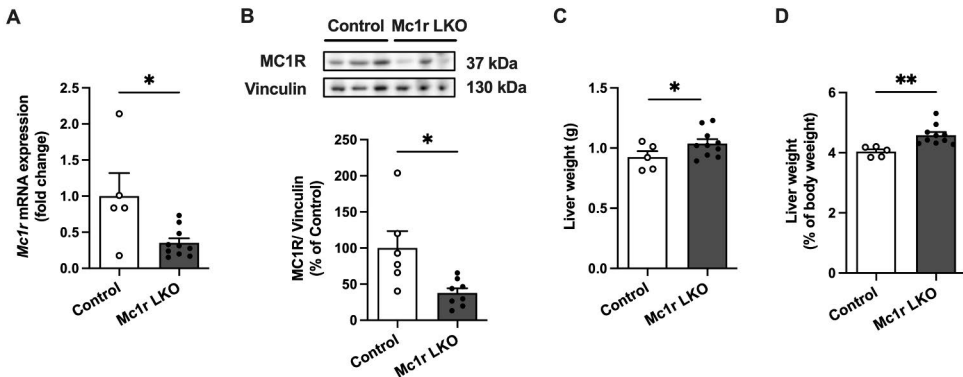 A
Mc1r mRNA expression
(fold change)
2.5
2.0
1.5
1.0
0.5
0.0
*
Control
Mc1r LKO
B
Control Mc1r LKO
MC1R
37 kDa
Vinculin
130 kDa
MC1R/ Vinculin
(% of Control)
250
200
150
100
50
0
*
Control
Mc1r LKO
C
Liver weight (g)
1.5
1.0
0.5
0.0
*
Control
Mc1r LKO
D
Liver weight
(% of body weight)
6
4
2
0
**
Control
Mc1r LKO